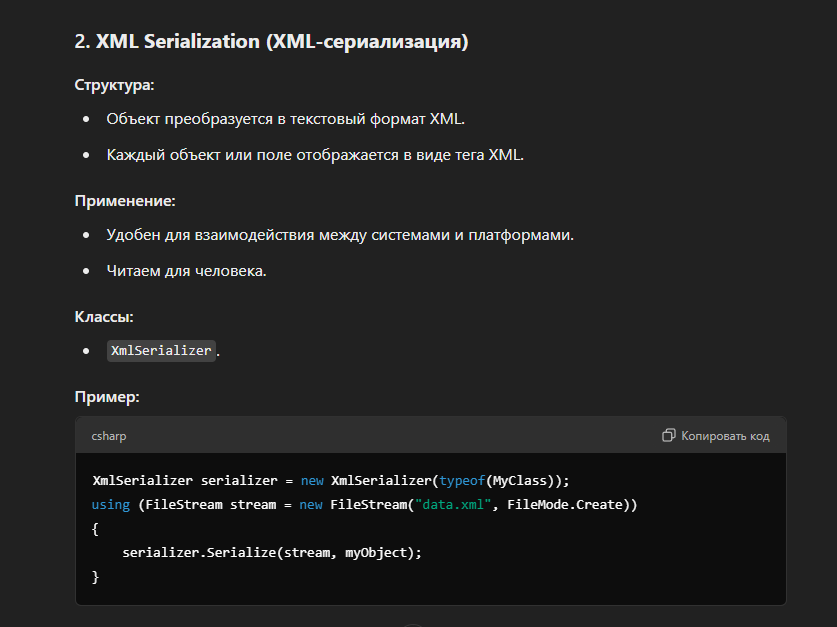 2. XML Serialization (XML-сериализация)
Структура:
• Объект преобразуется в текстовый формат XML.
• Каждый объект или поле отображается в виде тега XML.
Применение:
• Удобен для взаимодействия между системами и платформами.
• Читаем для человека.
Классы:
• XmlSerializer.
Пример:
csharp Копировать код
XmlSerializer serializer = new XmlSerializer(typeof(MyClass));
using (FileStream stream = new FileStream("data.xml", FileMode.Create))
{
    serializer.Serialize(stream, myObject);
}